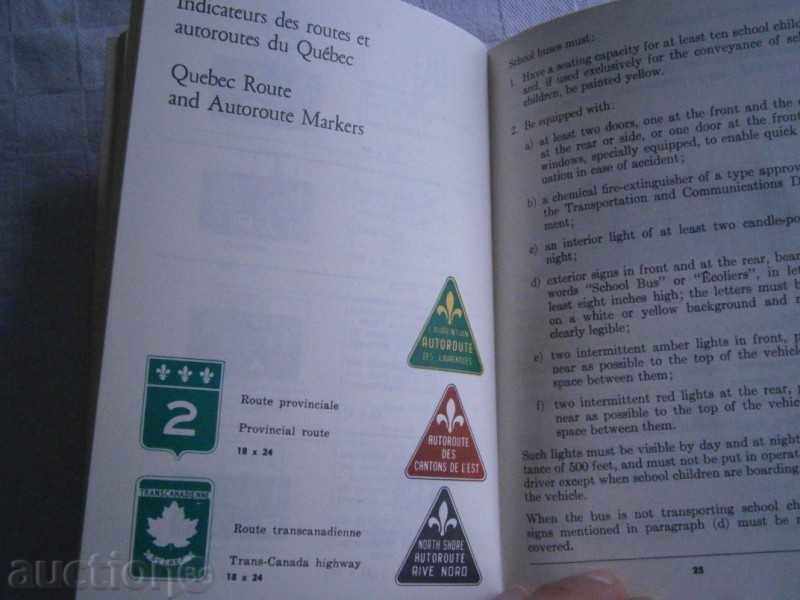 Indicateurs des routes et
autoroutes du Québec
Quebec Route
and Autoroute Markers
AUTOROUTE
DES LAURENTIDES
2
Route provinciale
Provincial route
18 x 24
AUTOROUTE
DES
CANTONS DE L'EST
TRANSCANADIENNE
Route transcanadienne
Trans-Canada highway
18 x 24
NORTH SHORE
AUTOROUTE
RIVE NORD
School buses must:
1. Have a seating capacity for at least ten school
and, if used exclusively for the conveyance of
children, be painted yellow.
2. Be equipped with:
a) at least two doors, one at the front and the
at the rear or side, or one door at the front
windows, specially equipped, to enable quick
uation in case of accident;
b) a chemical fire-extinguisher of a type
the Transportation and Communications
ment;
c) an interior light of at least two
night;
d) exterior signs in front and at the rear,
words "School Bus" or "Écoliers", in
least eight inches high; the letters must
on a white or yellow background and
clearly legible;
e) two intermittent amber lights in front,
near as possible to the top of the vehicle
space between them;
f) two intermittent red lights at the rear,
near as possible to the top of the
space between them.
Such lights must be visible by day and at
tance of 500 feet, and must not be put in
driver except when school children are boarding
the vehicle.
When the bus is not transporting school
signs mentioned in paragraph (d) must be
covered.
25
auction